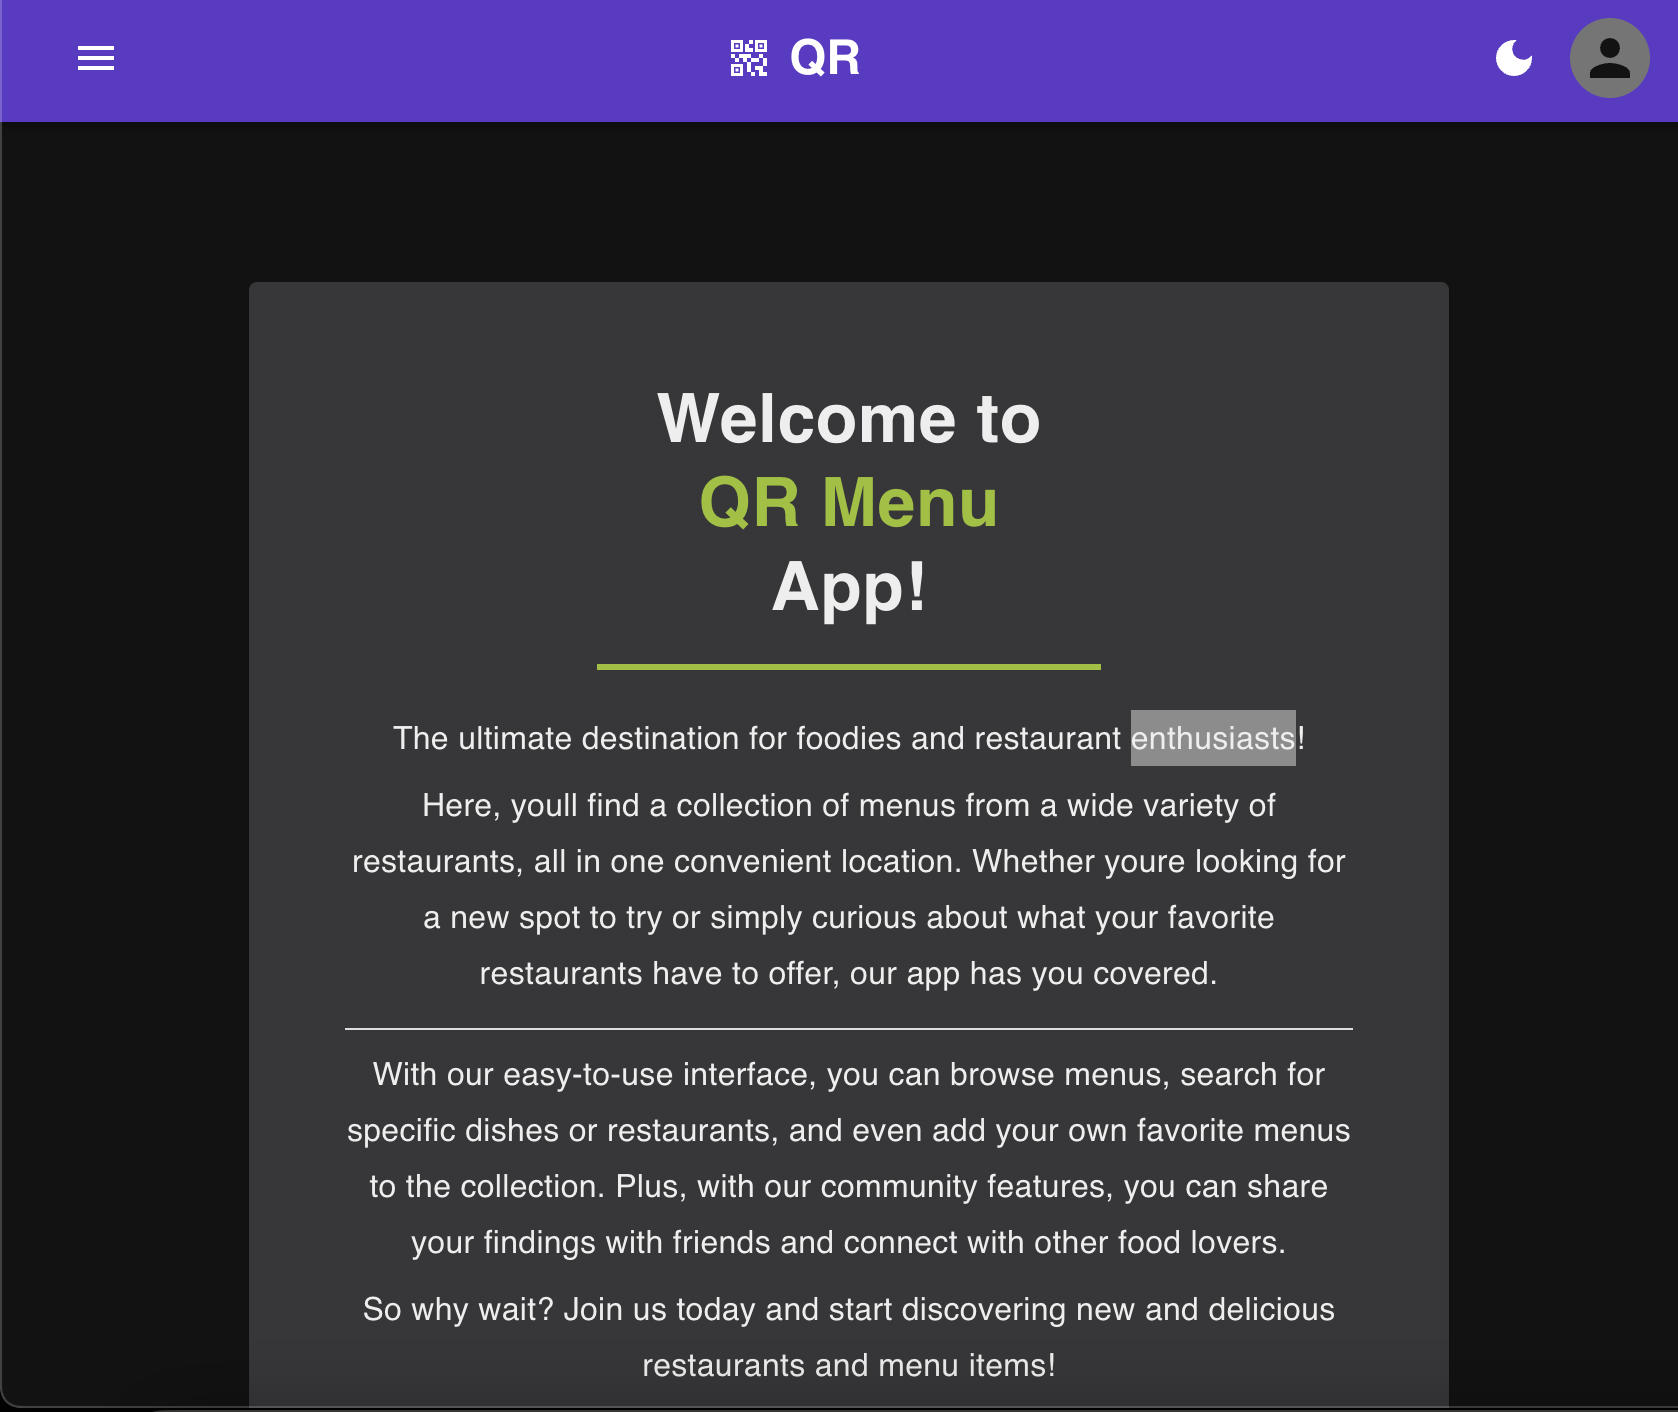 QR
Welcome to
QR Menu
App!
The ultimate destination for foodies and restaurant enthusiasts!
Here, youll find a collection of menus from a wide variety of
restaurants, all in one convenient location. Whether youre looking for
a new spot to try or simply curious about what your favorite
restaurants have to offer, our app has you covered.
With our easy-to-use interface, you can browse menus, search for
specific dishes or restaurants, and even add your own favorite menus
to the collection. Plus, with our community features, you can share
your findings with friends and connect with other food lovers.
So why wait? Join us today and start discovering new and delicious
restaurants and menu items!